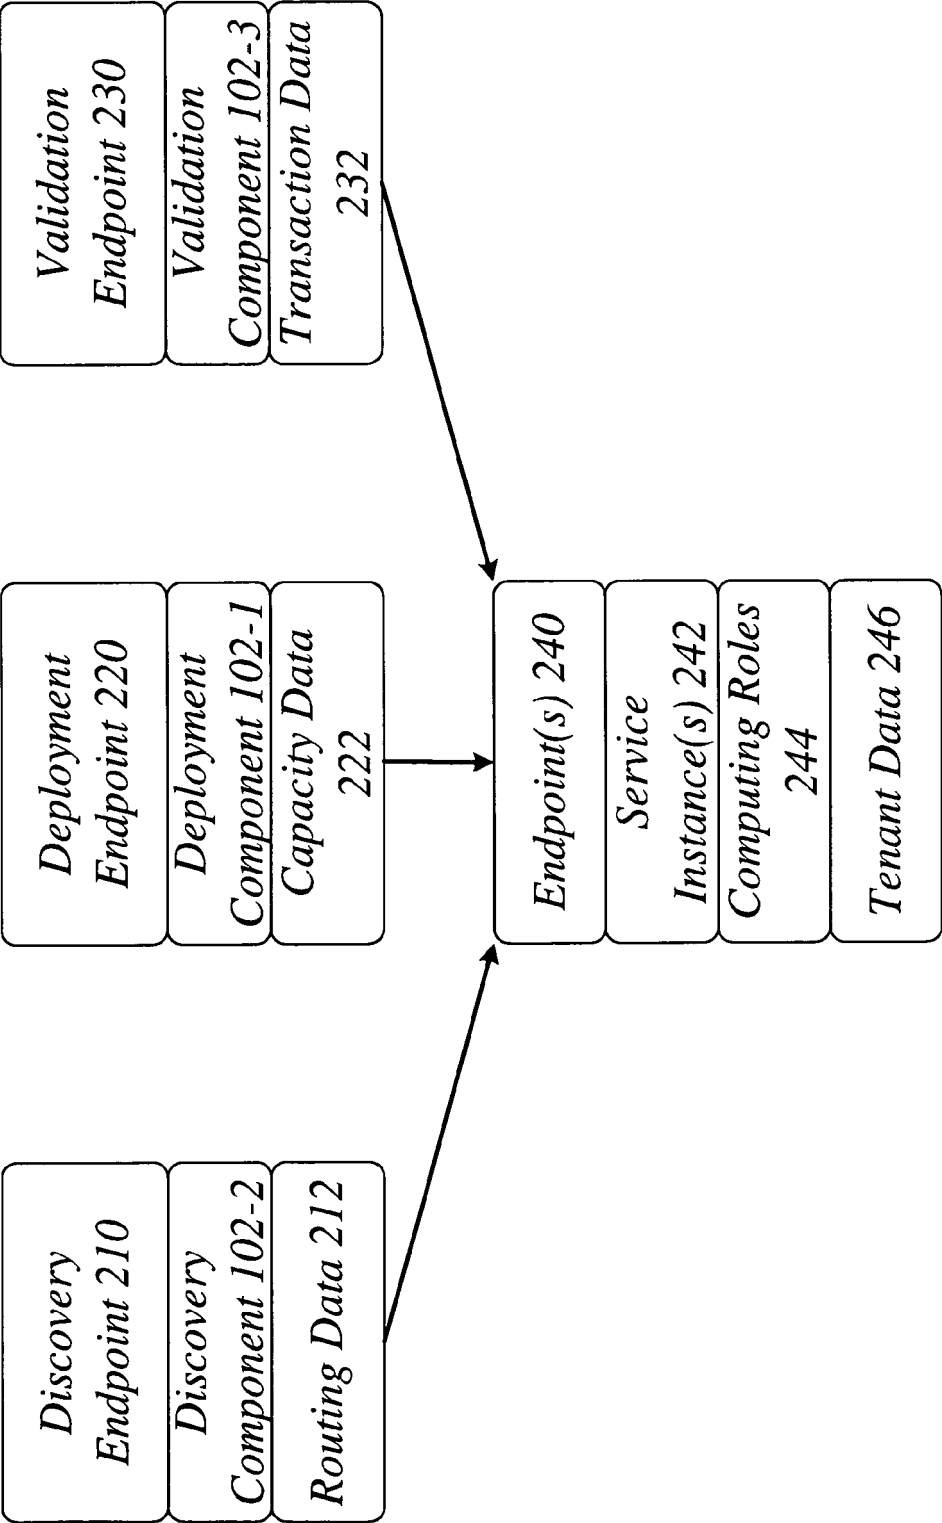 Discovery
Endpoint 210
Discovery
Component 102-2
Routing Data 212
Deployment
Endpoint 220
Deployment
Component 102-1
Capacity Data
222
Validation
Endpoint 230
Validation
Component 102-3
Transaction Data
232
Endpoint(s) 240
Service
Instance(s) 242
Computing Roles
244
Tenant Data 246